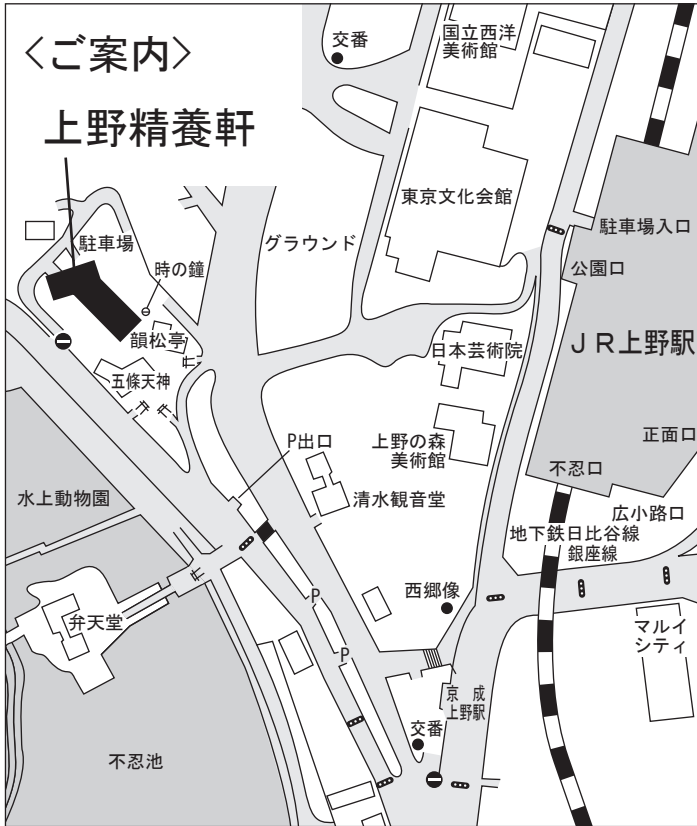 〈ご案内〉
上野精養軒
交番
国立西洋
美術館
東京文化会館
駐車場入口
公園口
グラウンド
駐車場
時の鐘
韻松亭
五條天神
日本芸術院
JR上野駅
正面口
P出口
上野の森
美術館
不忍口
清水観音堂
広小路口
地下鉄日比谷線
銀座線
水上動物園
弁天堂
P
西郷像
マルイ
シティ
P
京成
上野駅
交番
不忍池